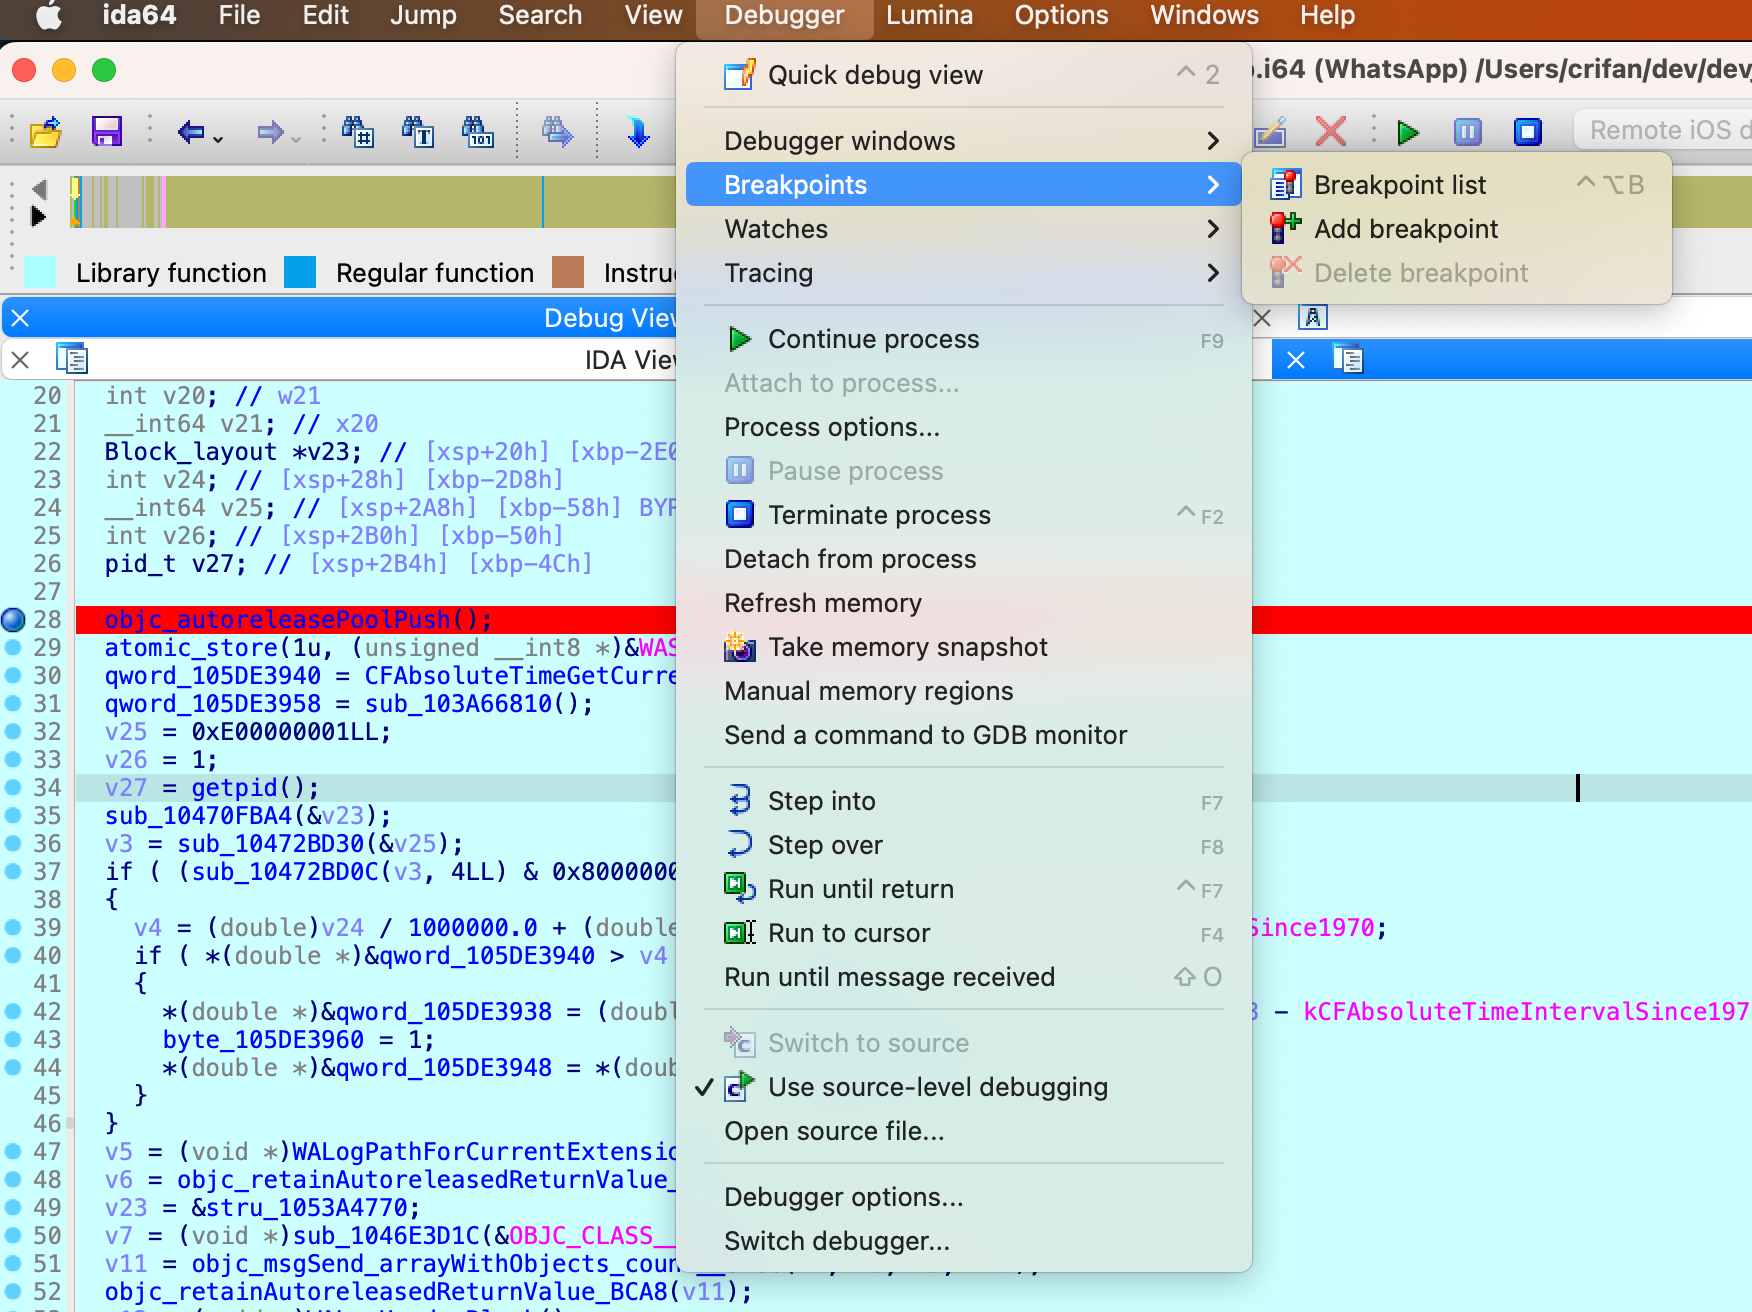 ida64 File Edit Jump Search View Debugger Lumina Options Windows Help
.i64 (WhatsApp) /Users/crifan/dev/dev_
Remote iOS d
Library function Regular function Instru
Debug View
IDA View
Quick debug view ^ 2
Debugger windows
Breakpoints
Watches
Tracing
Continue process F9
Attach to process...
Process options...
Pause process
Terminate process ^ F2
Detach from process
Refresh memory
Take memory snapshot
Manual memory regions
Send a command to GDB monitor
Step into F7
Step over F8
Run until return ^ F7
Run to cursor F4
Run until message received ⇧ O
Switch to source
✓ Use source-level debugging
Open source file...
Debugger options...
Switch debugger...
Breakpoint list ^ ⌥ B
Add breakpoint
Delete breakpoint
20 int v20; // w21
21 __int64 v21; // x20
22 Block_layout *v23; // [xsp+20h] [xbp-2E0
23 int v24; // [xsp+28h] [xbp-2D8h]
24 __int64 v25; // [xsp+2A8h] [xbp-58h] BYR
25 int v26; // [xsp+2B0h] [xbp-50h]
26 pid_t v27; // [xsp+2B4h] [xbp-4Ch]
27
28 objc_autoreleasePoolPush();
29 atomic_store(1u, (unsigned __int8 *)&WAS
30 qword_105DE3940 = CFAbsoluteTimeGetCurre
31 qword_105DE3958 = sub_103A66810();
32 v25 = 0xE00000001LL;
33 v26 = 1;
34 v27 = getpid();
35 sub_10470FBA4(&v23);
36 v3 = sub_10472BD30(&v25);
37 if ( (sub_10472BD0C(v3, 4LL) & 0x8000000
38 {
39 v4 = (double)v24 / 1000000.0 + (double Since1970;
40 if ( *(double *)&qword_105DE3940 > v4
41 {
42 *(double *)&qword_105DE3938 = (doubl - kCFAbsoluteTimeIntervalSince197
43 byte_105DE3960 = 1;
44 *(double *)&qword_105DE3948 = *(doub
45 }
46 }
47 v5 = (void *)WALogPathForCurrentExtensio
48 v6 = objc_retainAutoreleasedReturnValue_
49 v23 = &stru_1053A4770;
50 v7 = (void *)sub_1046E3D1C(&OBJC_CLASS__
51 v11 = objc_msgSend_arrayWithObjects_coun
52 objc_retainAutoreleasedReturnValue_BCA8(v11);